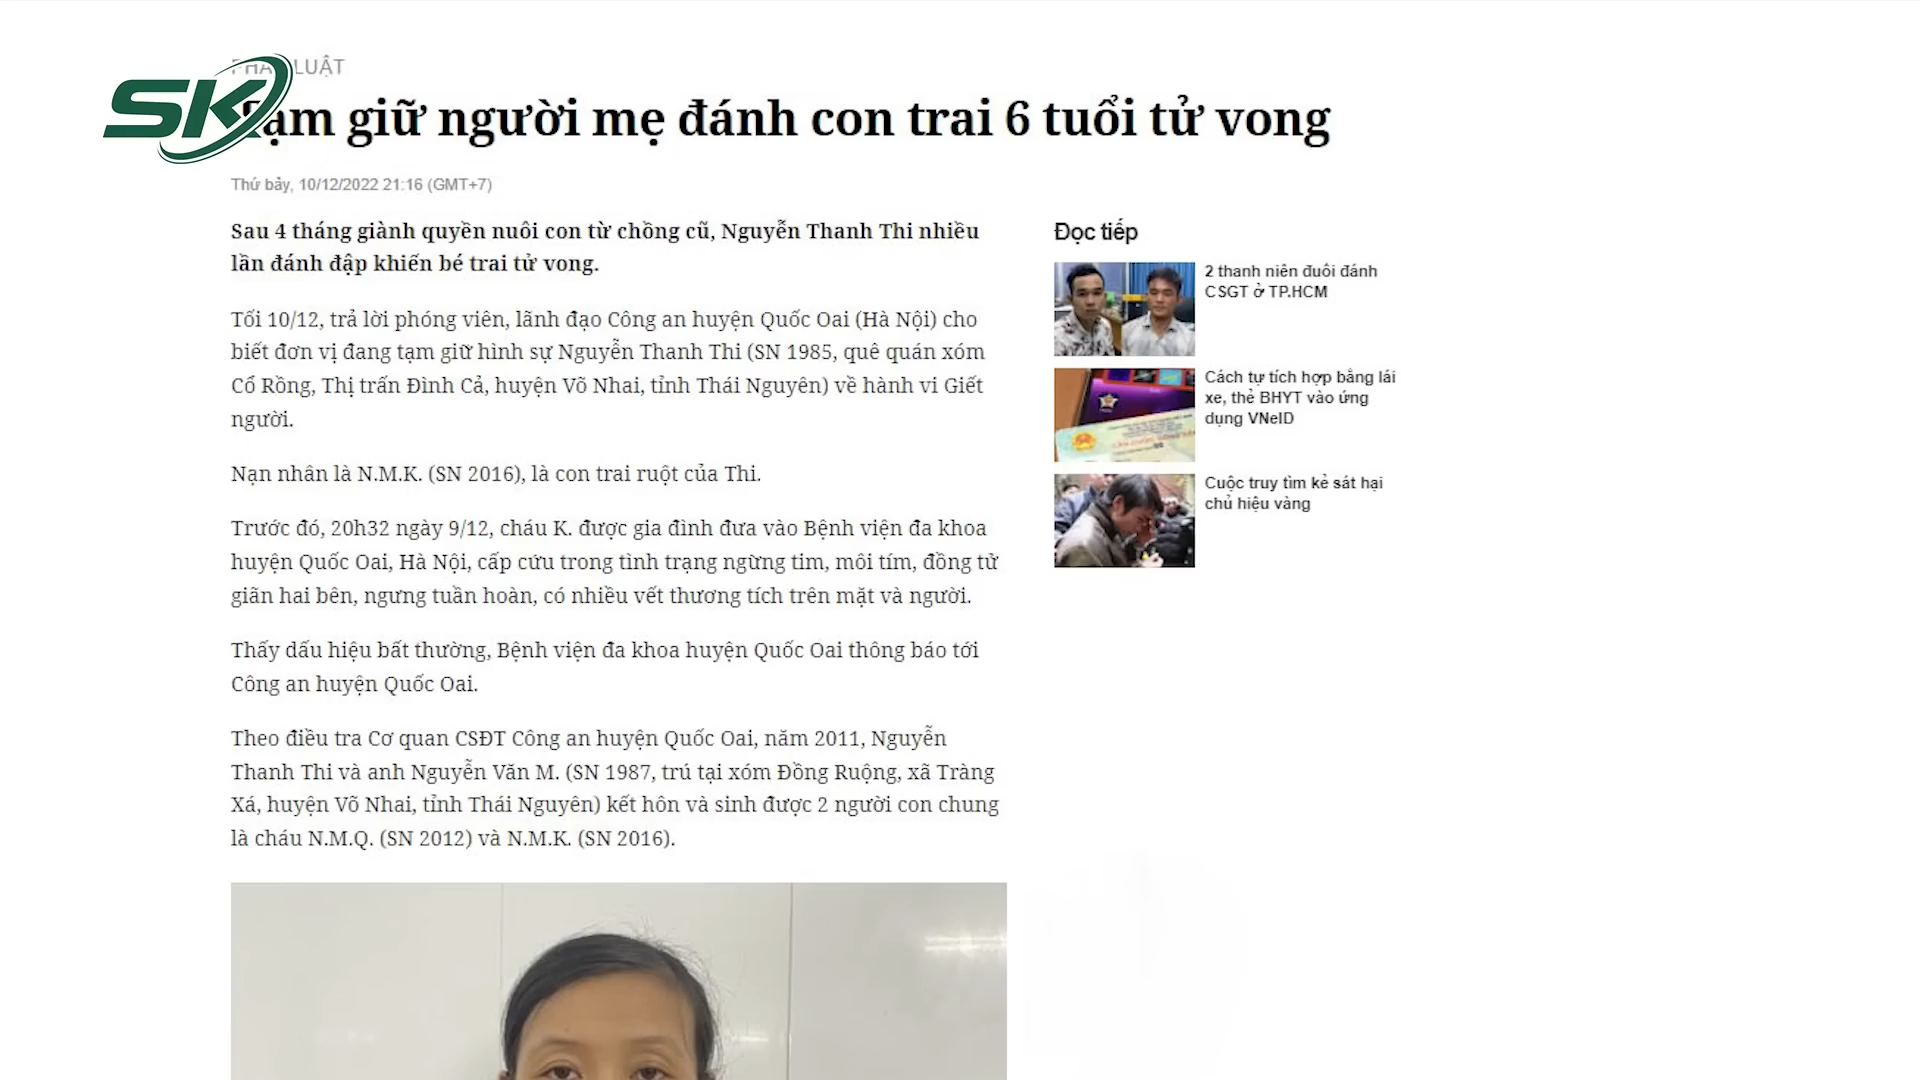 SK
LUẬT
Tạm giữ người mẹ đánh con trai 6 tuổi tử vong
Thứ bảy, 10/12/2022 21:16 (GMT+7)
Sau 4 tháng giành quyền nuôi con từ chồng cũ, Nguyễn Thanh Thi nhiều
lần đánh đập khiến bé trai tử vong.
Tối 10/12, trả lời phóng viên, lãnh đạo Công an huyện Quốc Oai (Hà Nội) cho
biết đơn vị đang tạm giữ hình sự Nguyễn Thanh Thi (SN 1985, quê quán xóm
Cổ Rồng, Thị trấn Đình Cả, huyện Võ Nhai, tỉnh Thái Nguyên) về hành vi Giết
người.
Nạn nhân là N.M.K. (SN 2016), là con trai ruột của Thi.
Trước đó, 20h32 ngày 9/12, cháu K. được gia đình đưa vào Bệnh viện đa khoa
huyện Quốc Oai, Hà Nội, cấp cứu trong tình trạng ngừng tim, môi tím, đồng tử
giãn hai bên, ngưng tuần hoàn, có nhiều vết thương tích trên mặt và người.
Thấy dấu hiệu bất thường, Bệnh viện đa khoa huyện Quốc Oai thông báo tới
Công an huyện Quốc Oai.
Theo điều tra Cơ quan CSĐT Công an huyện Quốc Oai, năm 2011, Nguyễn
Thanh Thi và anh Nguyễn Văn M. (SN 1987, trú tại xóm Đồng Ruộng, xã Tràng
Xá, huyện Võ Nhai, tỉnh Thái Nguyên) kết hôn và sinh được 2 người con chung
là cháu N.M.Q. (SN 2012) và N.M.K. (SN 2016).
Đọc tiếp
2 thanh niên đuổi đánh
CSGT ở TP.HCM
Cách tự tích hợp bằng lái
xe, thẻ BHYT vào ứng
dụng VNeID
Cuộc truy tìm kẻ sát hại
chủ hiệu vàng